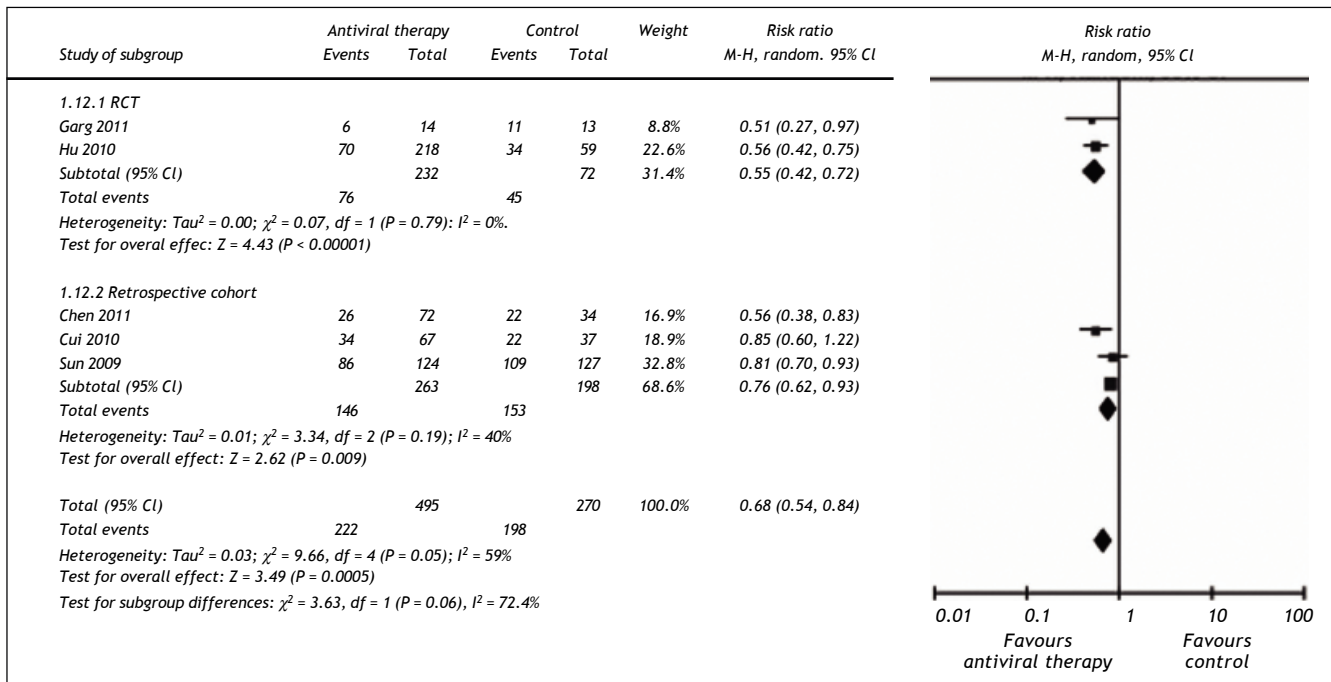 Antiviral therapy Control Weight Risk ratio Risk ratio
Study of subgroup Events Total Events Total M-H, random. 95% Cl M-H, random, 95% Cl
1.12.1 RCT
Garg 2011 6 14 11 13 8.8% 0.51 (0.27, 0.97)
Hu 2010 70 218 34 59 22.6% 0.56 (0.42, 0.75)
Subtotal (95% Cl) 232 72 31.4% 0.55 (0.42, 0.72)
Total events 76 45
Heterogeneity: Tau² = 0.00; χ² = 0.07, df = 1 (P = 0.79): I² = 0%.
Test for overal effec: Z = 4.43 (P < 0.00001)
1.12.2 Retrospective cohort
Chen 2011 26 72 22 34 16.9% 0.56 (0.38, 0.83)
Cui 2010 34 67 22 37 18.9% 0.85 (0.60, 1.22)
Sun 2009 86 124 109 127 32.8% 0.81 (0.70, 0.93)
Subtotal (95% Cl) 263 198 68.6% 0.76 (0.62, 0.93)
Total events 146 153
Heterogeneity: Tau² = 0.01; χ² = 3.34, df = 2 (P = 0.19); I² = 40%
Test for overall effect: Z = 2.62 (P = 0.009)
Total (95% Cl) 495 270 100.0% 0.68 (0.54, 0.84)
Total events 222 198
Heterogeneity: Tau² = 0.03; χ² = 9.66, df = 4 (P = 0.05); I² = 59%
Test for overall effect: Z = 3.49 (P = 0.0005)
Test for subgroup differences: χ² = 3.63, df = 1 (P = 0.06), I² = 72.4%
0.01 0.1 1 10 100
Favours Favours
antiviral therapy control